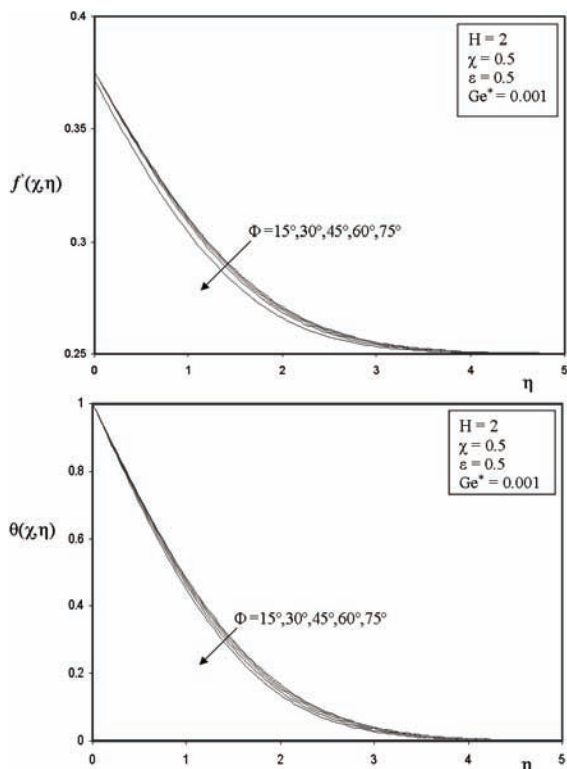 0.4
H = 2
χ = 0.5
ε = 0.5
Ge* = 0.001
0.35
f'(χ,η)
Φ =15°,30°,45°,60°,75°
0.3
0.25
0 1 2 3 4 5
η
1
H = 2
χ = 0.5
ε = 0.5
Ge* = 0.001
0.8
θ(χ,η)
0.6
0.4
Φ =15°,30°,45°,60°,75°
0.2
0
0 1 2 3 4 5
η